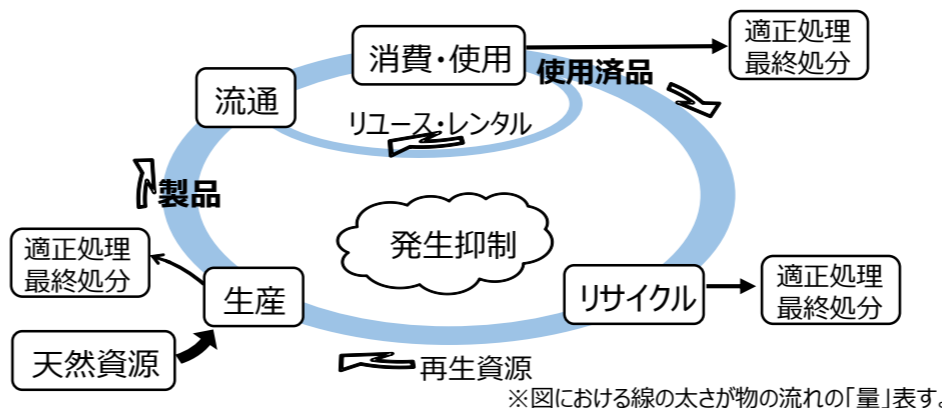 消費・使用
適正処理
最終処分
使用済品
流通
リユース・レンタル
製品
発生抑制
適正処理
最終処分
生産
リサイクル
適正処理
最終処分
天然資源
再生資源
※図における線の太さが物の流れの「量」表す。